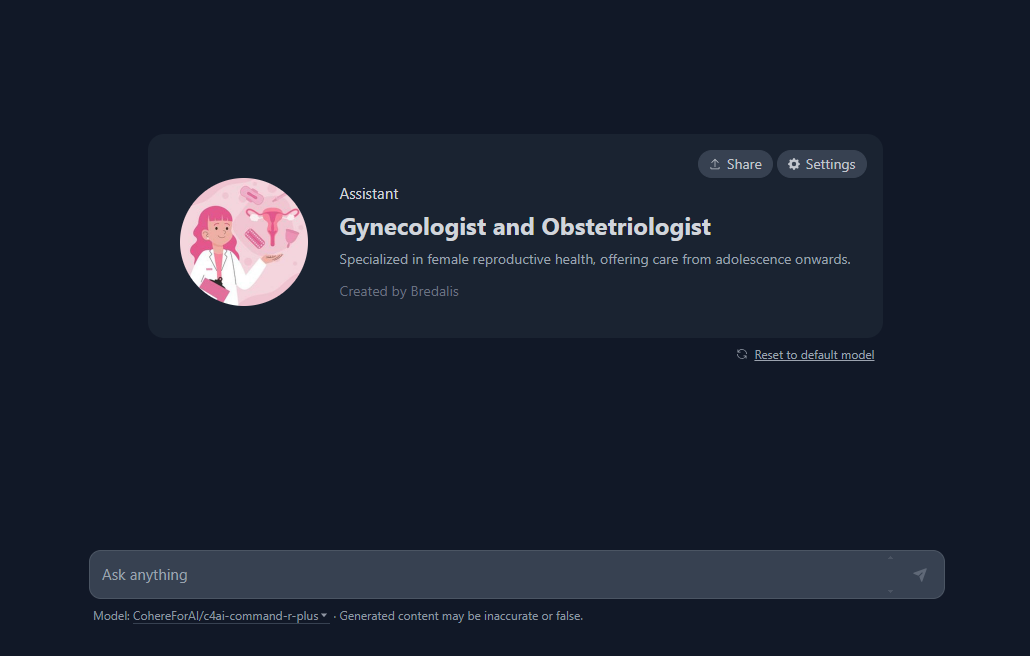 Share
Settings
Assistant
Gynecologist and Obstetriologist
Specialized in female reproductive health, offering care from adolescence onwards.
Created by Bredalis
Reset to default model
Ask anything
Model: CohereForAI/c4ai-command-r-plus · Generated content may be inaccurate or false.